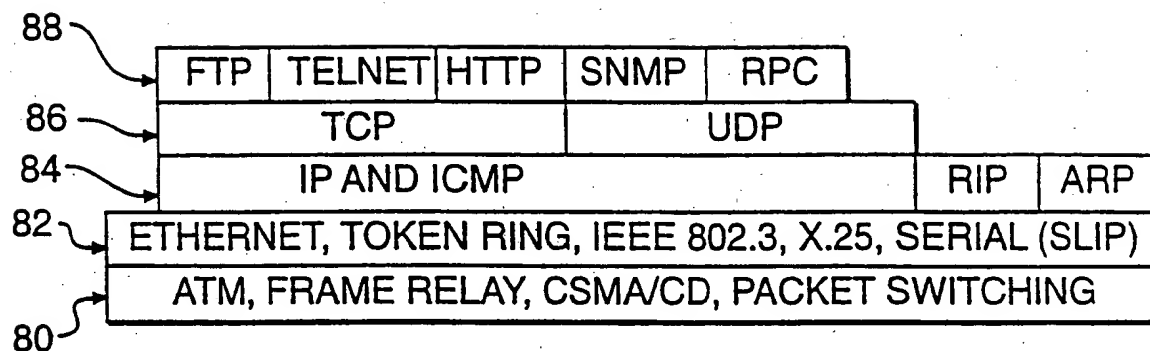 88 FTP TELNET HTTP SNMP RPC
86 TCP UDP
84 IP AND ICMP RIP ARP
82 ETHERNET, TOKEN RING, IEEE 802.3, X.25, SERIAL (SLIP)
80 ATM, FRAME RELAY, CSMA/CD, PACKET SWITCHING